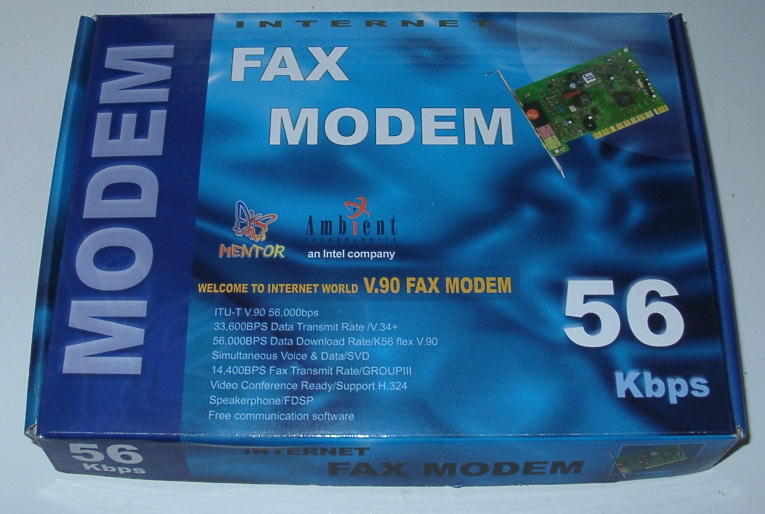 INTERNET
FAX
MODEM
MODEM
MENTOR
Ambient
TECHNOLOGIES
an Intel company
WELCOME TO INTERNET WORLD V.90 FAX MODEM
ITU-T V.90 56,000bps
33,600BPS Data Transmit Rate /V.34+
56,000BPS Data Download Rate/K56 flex V.90
Simultaneous Voice & Data/SVD
14,400BPS Fax Transmit Rate/GROUPIII
Video Conference Ready/Support H.324
Speakerphone/FDSP
Free communication software
56
Kbps
56
Kbps
INTERNET
FAX MODEM